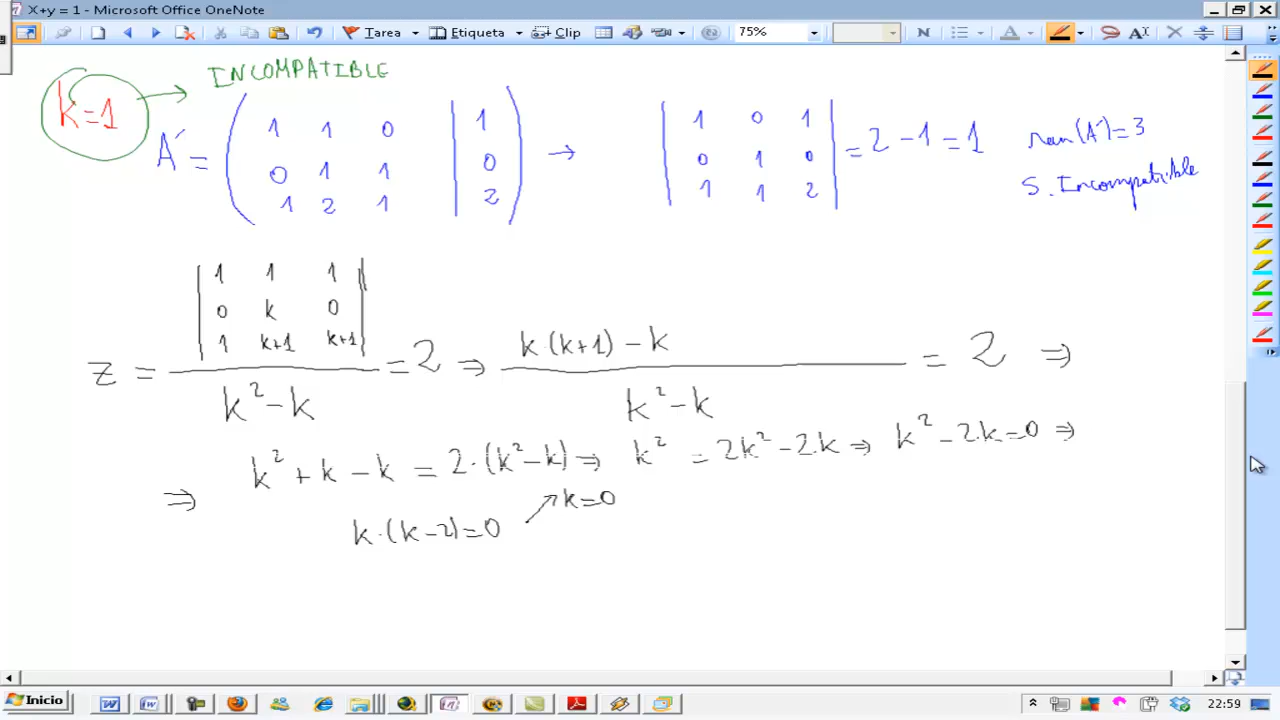 X+y = 1 - Microsoft Office OneNote
Tarea Etiqueta Clip 75% N A A
k=1 → INCOMPATIBLE
A' = ( 1 1 0 | 1
0 1 1 | 0
1 2 1 | 2 ) →
| 1 0 1
0 1 0
1 1 2 | = 2 - 1 = 1
ran(A')=3
S. Incompatible
| 1 1 1
0 k 0
1 k+1 k+1 |
z = ――― = 2 ⇒ k·(k+1) - k ――― = 2 ⇒
k² - k k² - k
⇒ k² + k - k = 2·(k² - k) ⇒ k² = 2k² - 2k ⇒ k² - 2·k = 0 ⇒
k·(k-2)=0 ↗ k=0
Inicio 22:59